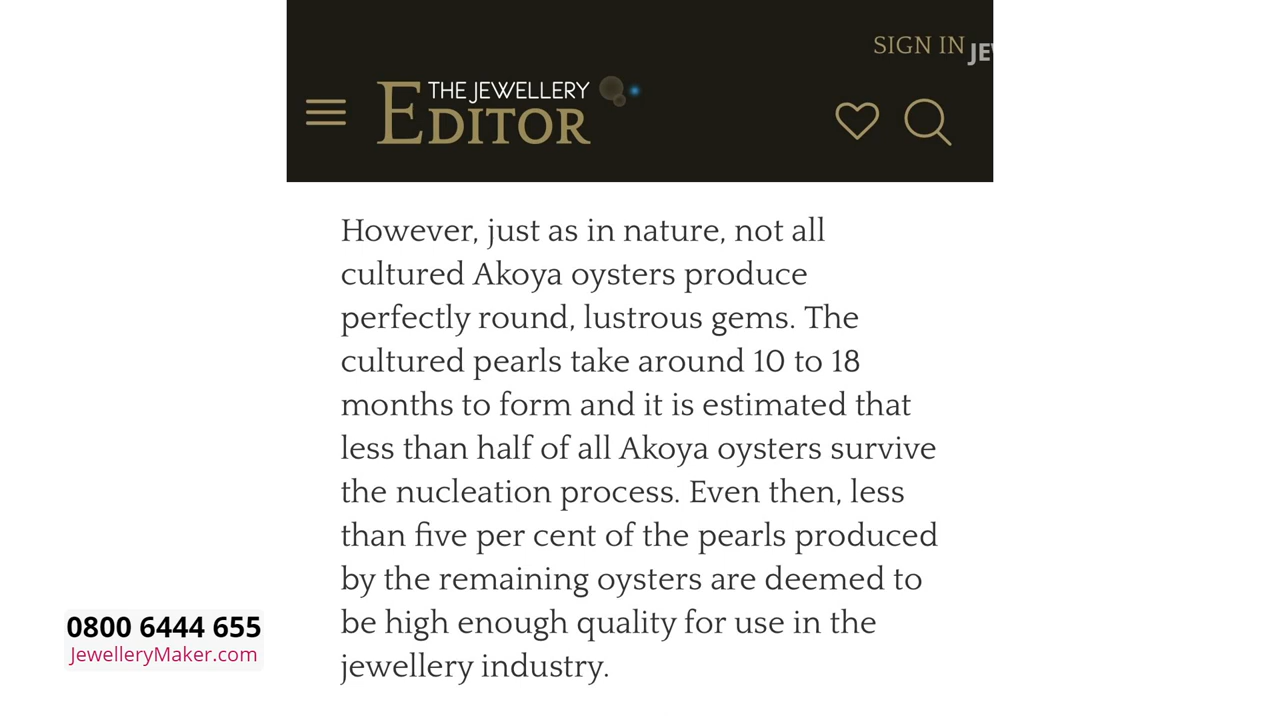 SIGN IN
JE
THE JEWELLERY
EDITOR
However, just as in nature, not all
cultured Akoya oysters produce
perfectly round, lustrous gems. The
cultured pearls take around 10 to 18
months to form and it is estimated that
less than half of all Akoya oysters survive
the nucleation process. Even then, less
than five per cent of the pearls produced
by the remaining oysters are deemed to
be high enough quality for use in the
jewellery industry.
0800 6444 655
JewelleryMaker.com